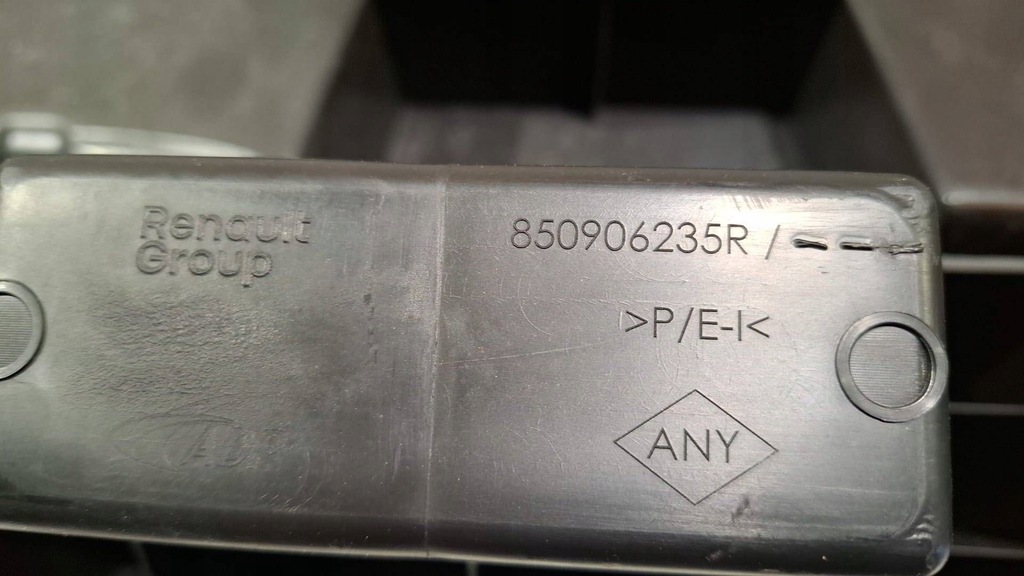 Renault
Group
850906235R / ---
>P/E-I<
ANY